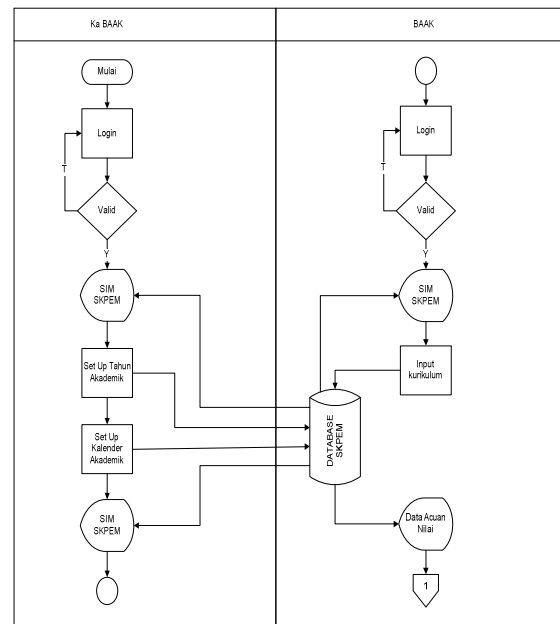 Ka BAAK
BAAK
Mulai
Login
T
Valid
Y
SIM
SKPEM
Set Up Tahun
Akademik
Set Up
Kalender
Akademik
SIM
SKPEM
Login
T
Valid
Y
SIM
SKPEM
Input
kurikulum
DATABASE
SKPEM
Data Acuan
Nilai
1